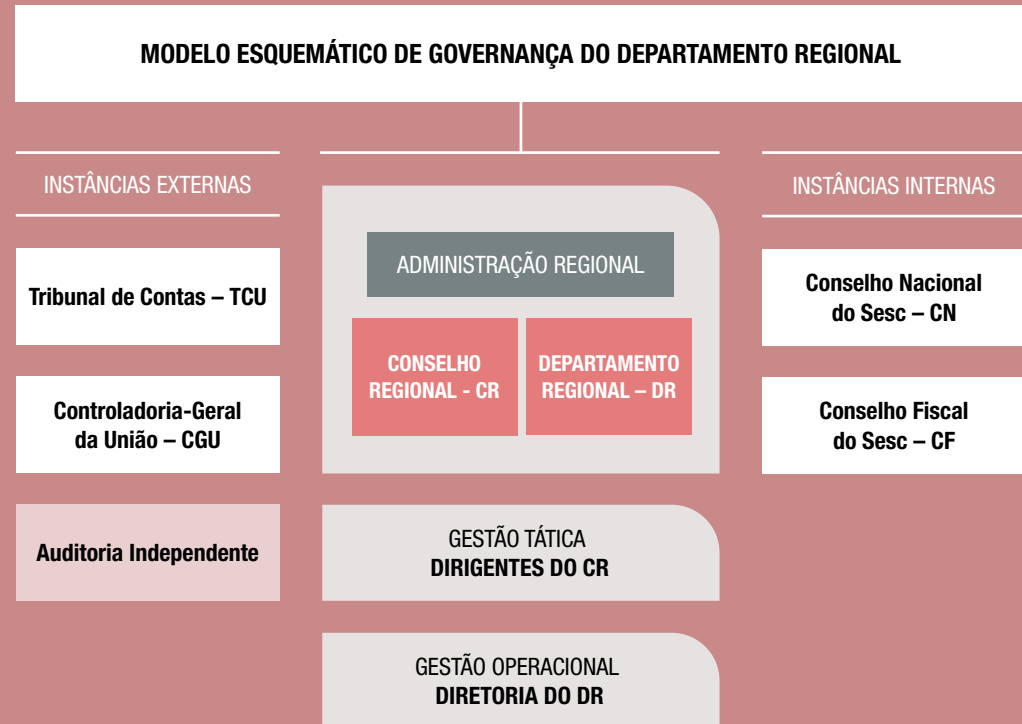 MODELO ESQUEMÁTICO DE GOVERNANÇA DO DEPARTAMENTO REGIONAL
INSTÂNCIAS EXTERNAS
Tribunal de Contas – TCU
Controladoria-Geral
da União – CGU
Auditoria Independente
ADMINISTRAÇÃO REGIONAL
CONSELHO
REGIONAL - CR
DEPARTAMENTO
REGIONAL – DR
GESTÃO TÁTICA
DIRIGENTES DO CR
GESTÃO OPERACIONAL
DIRETORIA DO DR
INSTÂNCIAS INTERNAS
Conselho Nacional
do Sesc – CN
Conselho Fiscal
do Sesc – CF